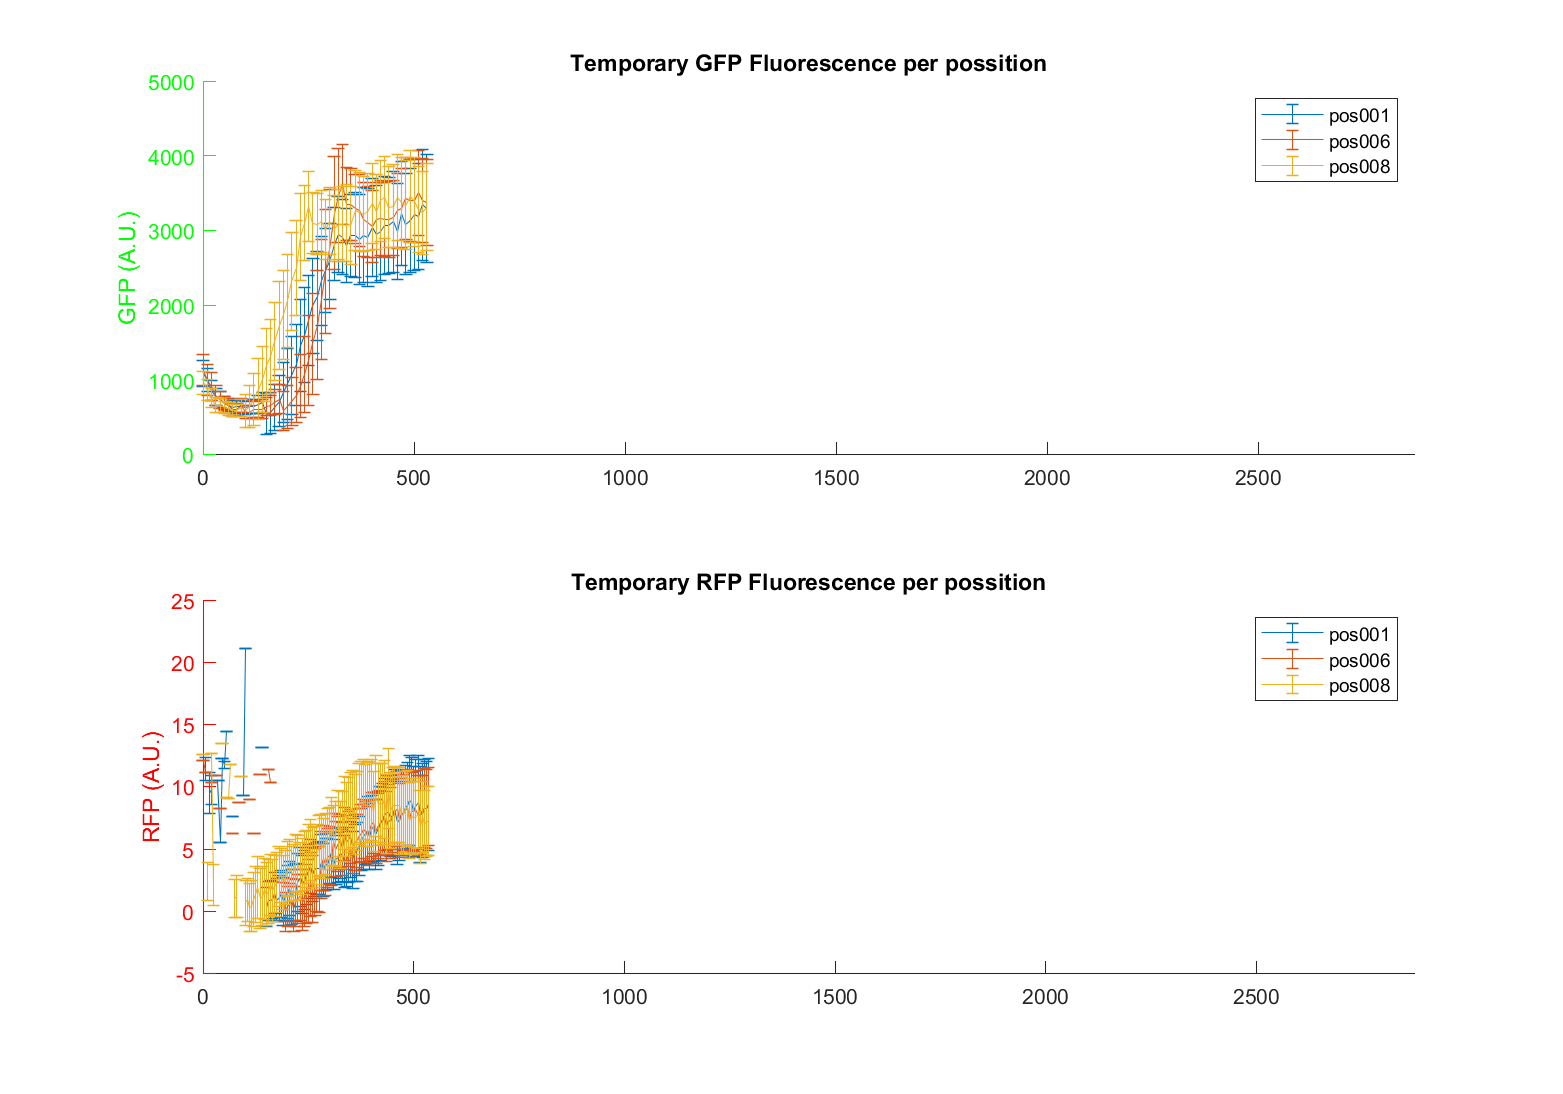 Temporary GFP Fluorescence per possition
5000
4000
3000
2000
1000
0
GFP (A.U.)
0 500 1000 1500 2000 2500
pos001
pos006
pos008
Temporary RFP Fluorescence per possition
25
20
15
10
5
0
-5
RFP (A.U.)
0 500 1000 1500 2000 2500
pos001
pos006
pos008